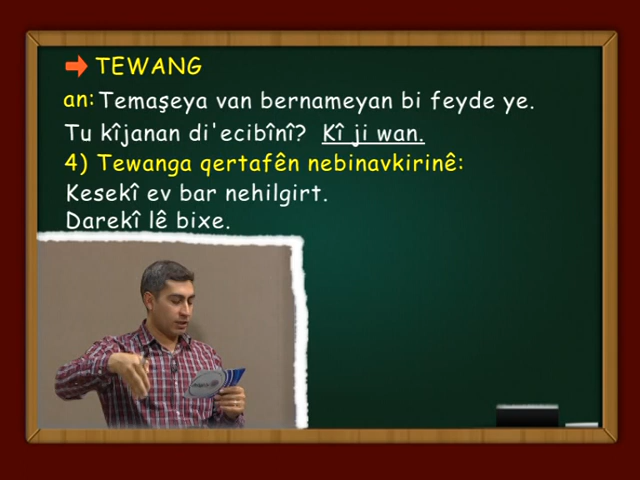 TEWANG
an: Temaşeya van bernameyan bi feyde ye.
Tu kîjanan di'ecibînî? Kî ji wan.
4) Tewanga qertafên nebinavkirinê:
Kesekî ev bar nehilgirt.
Darekî lê bixe.